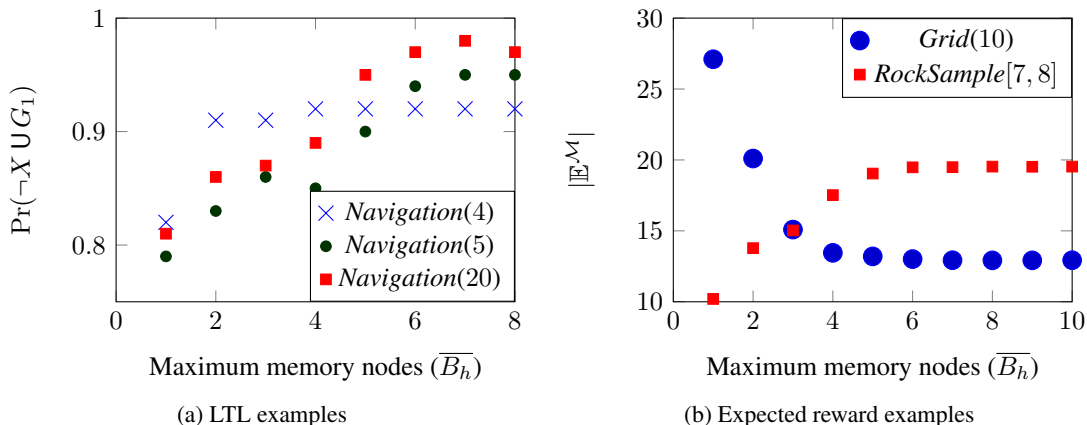 1
0.9
0.8
Pr(¬X U G₁)
Navigation(4)
Navigation(5)
Navigation(20)
0 2 4 6 8
Maximum memory nodes (B̅ₕ̅)
(a) LTL examples
30
25
20
15
10
|𝔼^ℳ|
Grid(10)
RockSample[7, 8]
0 2 4 6 8 10
Maximum memory nodes (B̅ₕ̅)
(b) Expected reward examples